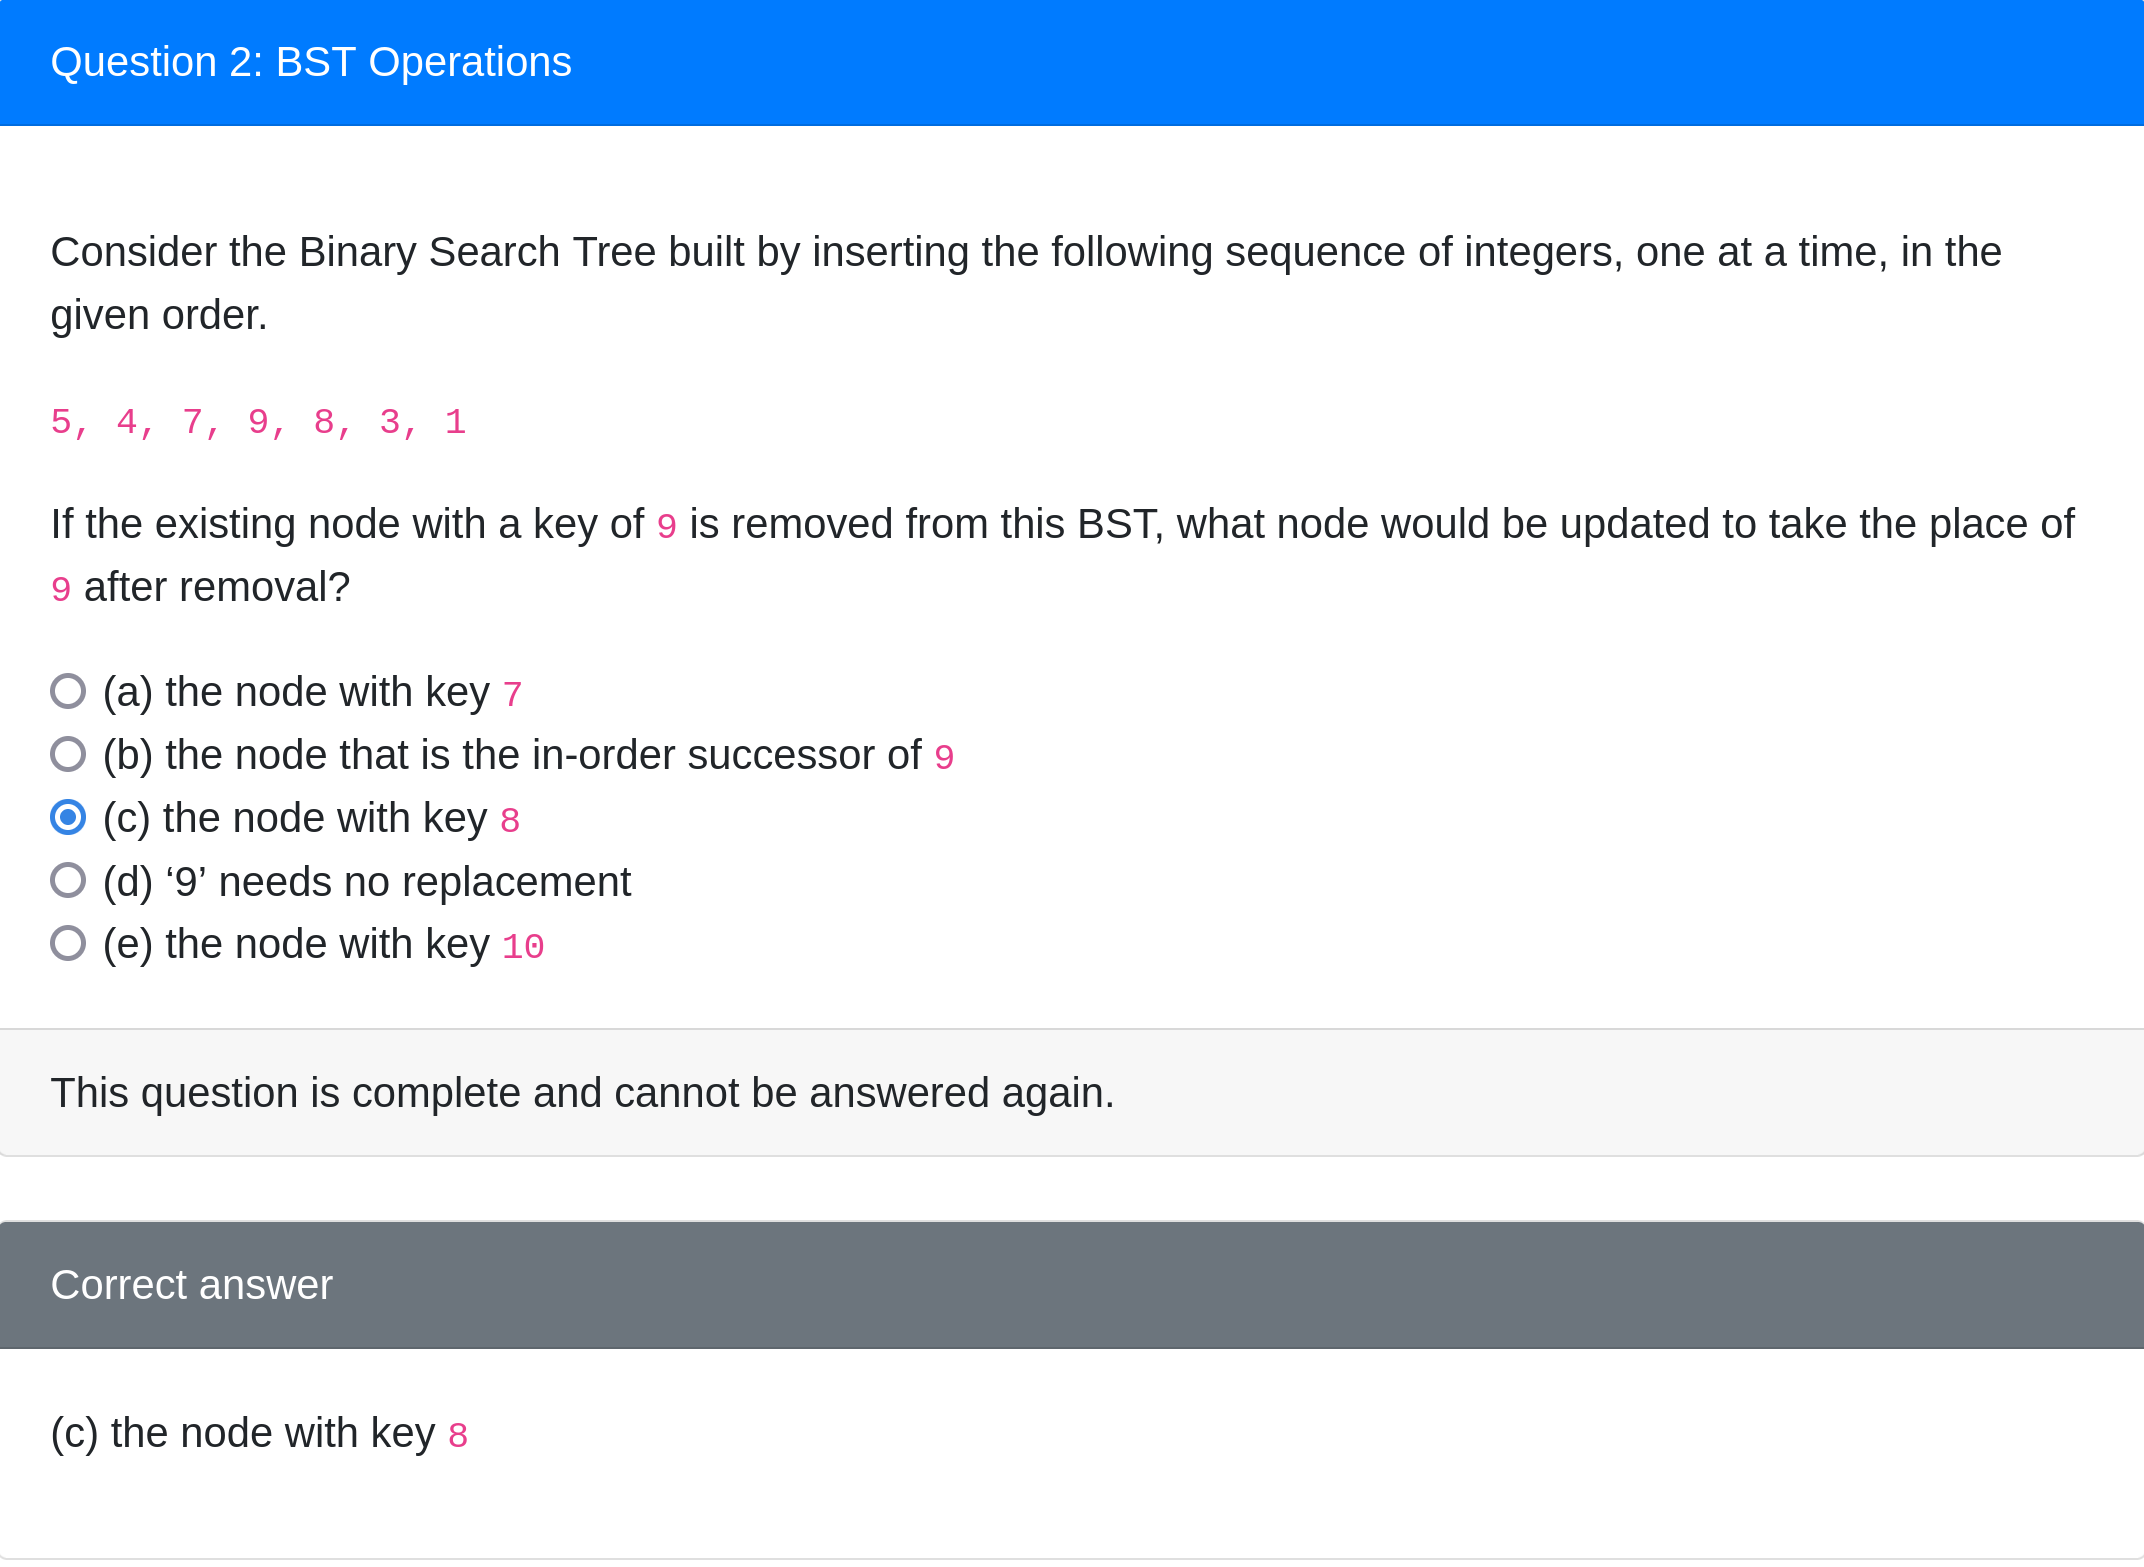 Question 2: BST Operations
Consider the Binary Search Tree built by inserting the following sequence of integers, one at a time, in the
given order.
5, 4, 7, 9, 8, 3, 1
If the existing node with a key of 9 is removed from this BST, what node would be updated to take the place of
9 after removal?
(a) the node with key 7
(b) the node that is the in-order successor of 9
(c) the node with key 8
(d) ‘9’ needs no replacement
(e) the node with key 10
This question is complete and cannot be answered again.
Correct answer
(c) the node with key 8